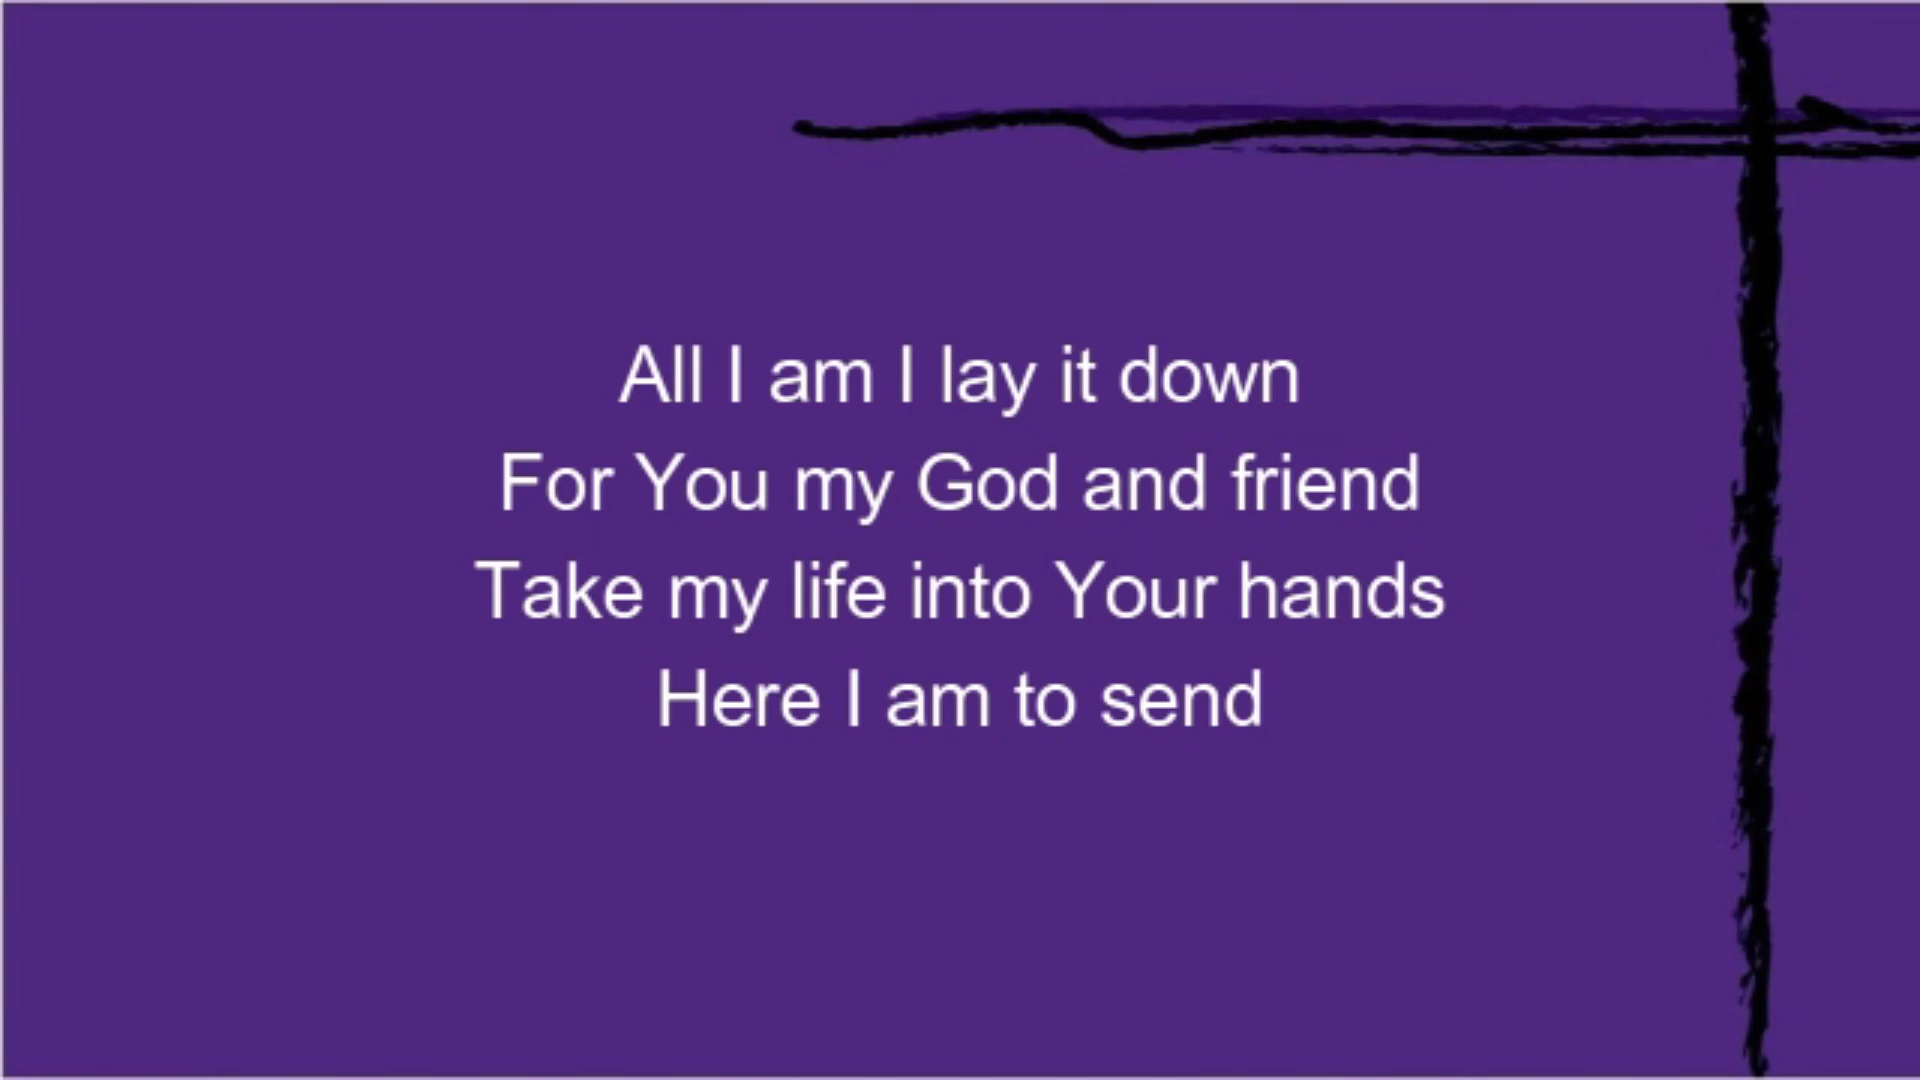 All I am I lay it down
For You my God and friend
Take my life into Your hands
Here I am to send